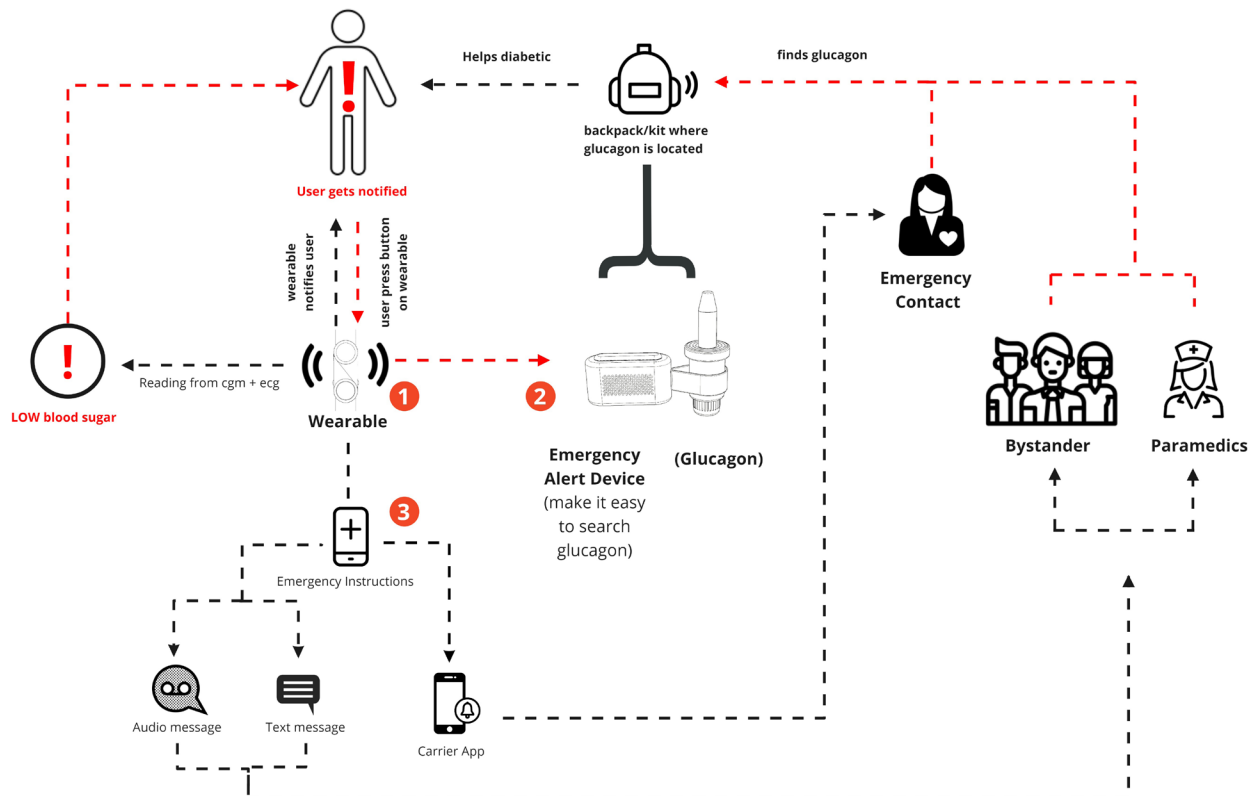 Helps diabetic
finds glucagon
backpack/kit where
glucagon is located
User gets notified
wearable
notifies user
user press button
on wearable
Emergency
Contact
Reading from cgm + ecg
LOW blood sugar
1
2
Wearable
Bystander
Paramedics
Emergency
Alert Device
(make it easy
to search
glucagon)
(Glucagon)
3
Emergency Instructions
Audio message
Text message
Carrier App